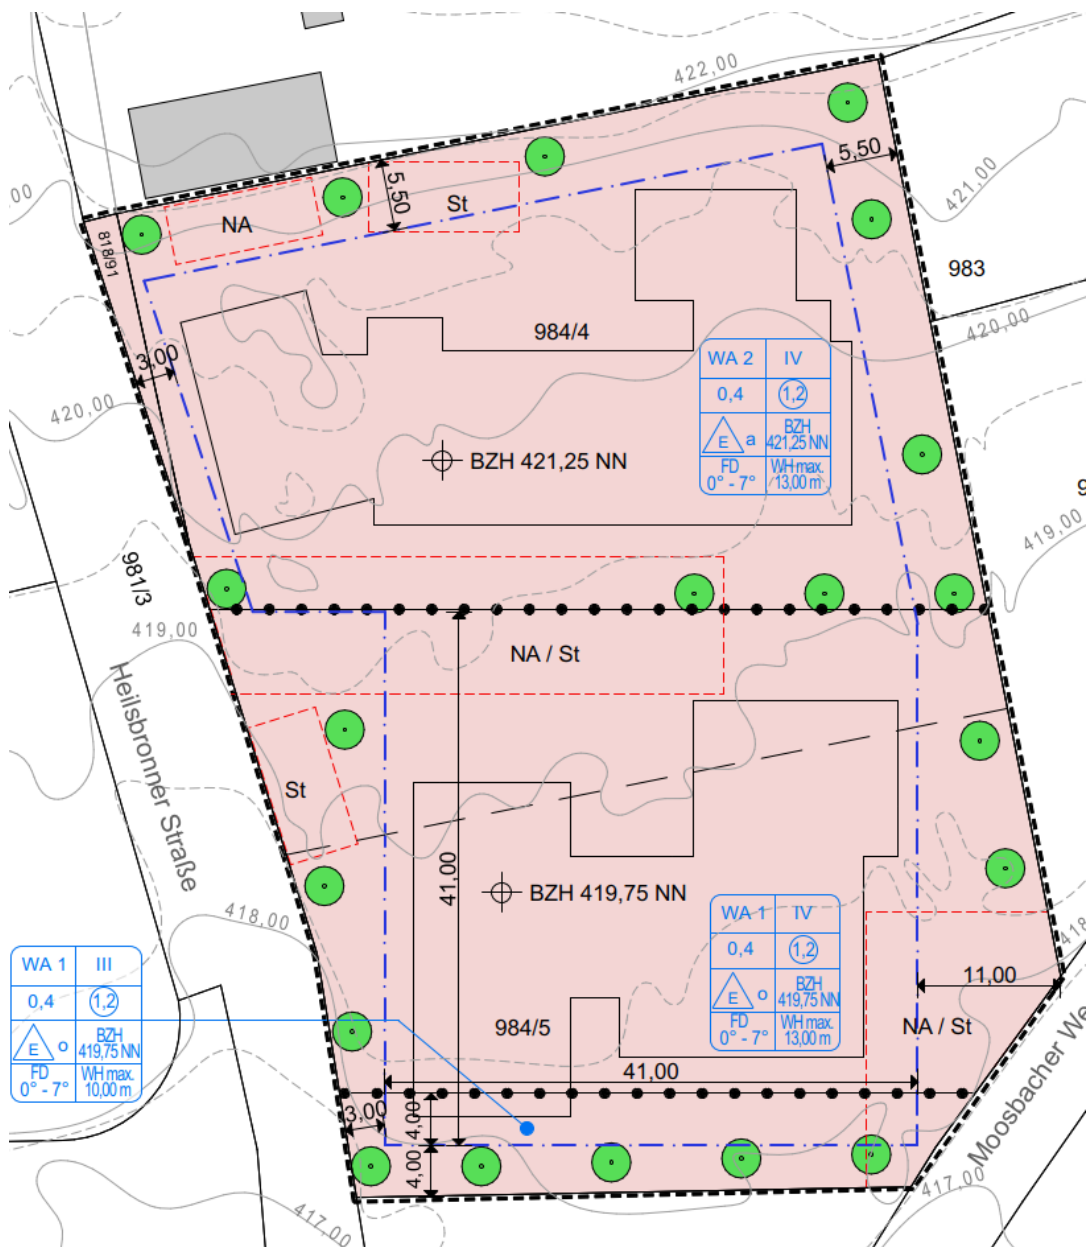 422,00
5,50
5,50
421,00
00
NA
St
818/91
983
984/4
420,00
3,00
WA 2 IV
0,4 1,2
E a BZH 421,25 NN
FD 0° - 7° WH max. 13,00 m
420,00
BZH 421,25 NN
9
419,00
981/3
419,00
NA / St
Heilsbronner Straße
St
41,00
BZH 419,75 NN
418,00
WA 1 IV
0,4 1,2
E o BZH 419,75 NN
FD 0° - 7° WH max. 13,00 m
418
WA 1 III
0,4 1,2
E o BZH 419,75 NN
FD 0° - 7° WH max. 10,00 m
11,00
984/5
NA / St
41,00
Moosbacher We
3,00
4,00
4,00
417,00
417,00